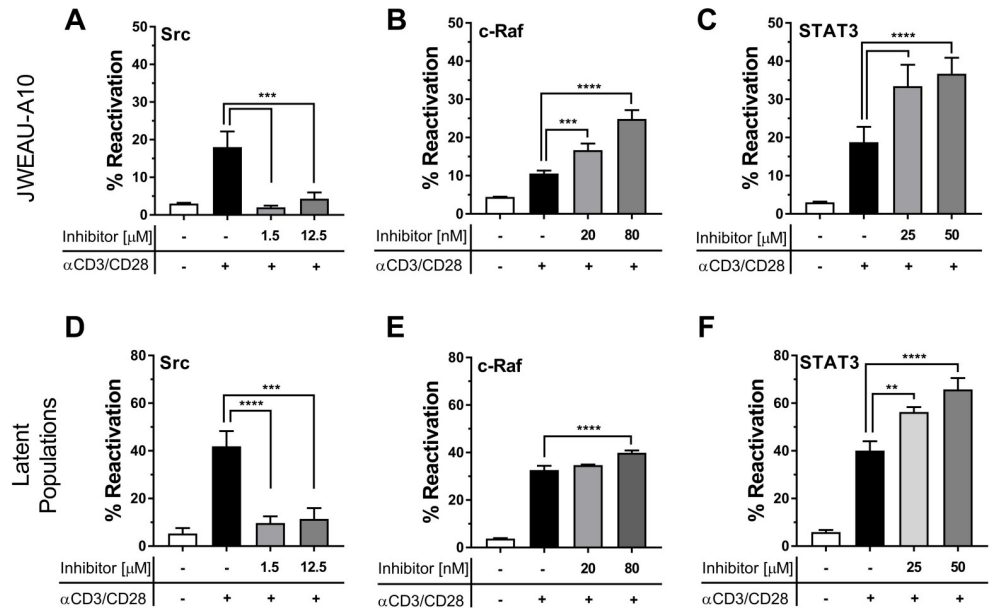 A
Src
JWEAU-A10
% Reactivation
50
40
30
20
10
0
***
Inhibitor [μM] - - 1.5 12.5
αCD3/CD28 - + + +
B
c-Raf
% Reactivation
50
40
30
20
10
0
***
****
Inhibitor [nM] - - 20 80
αCD3/CD28 - + + +
C
STAT3
% Reactivation
50
40
30
20
10
0
****
Inhibitor [μM] - - 25 50
αCD3/CD28 - + + +
D
Src
Latent
Populations
% Reactivation
80
60
40
20
0
***
****
Inhibitor [μM] - - 1.5 12.5
αCD3/CD28 - + + +
E
c-Raf
% Reactivation
80
60
40
20
0
****
Inhibitor [nM] - - 20 80
αCD3/CD28 - + + +
F
STAT3
% Reactivation
80
60
40
20
0
****
**
Inhibitor [μM] - - 25 50
αCD3/CD28 - + + +